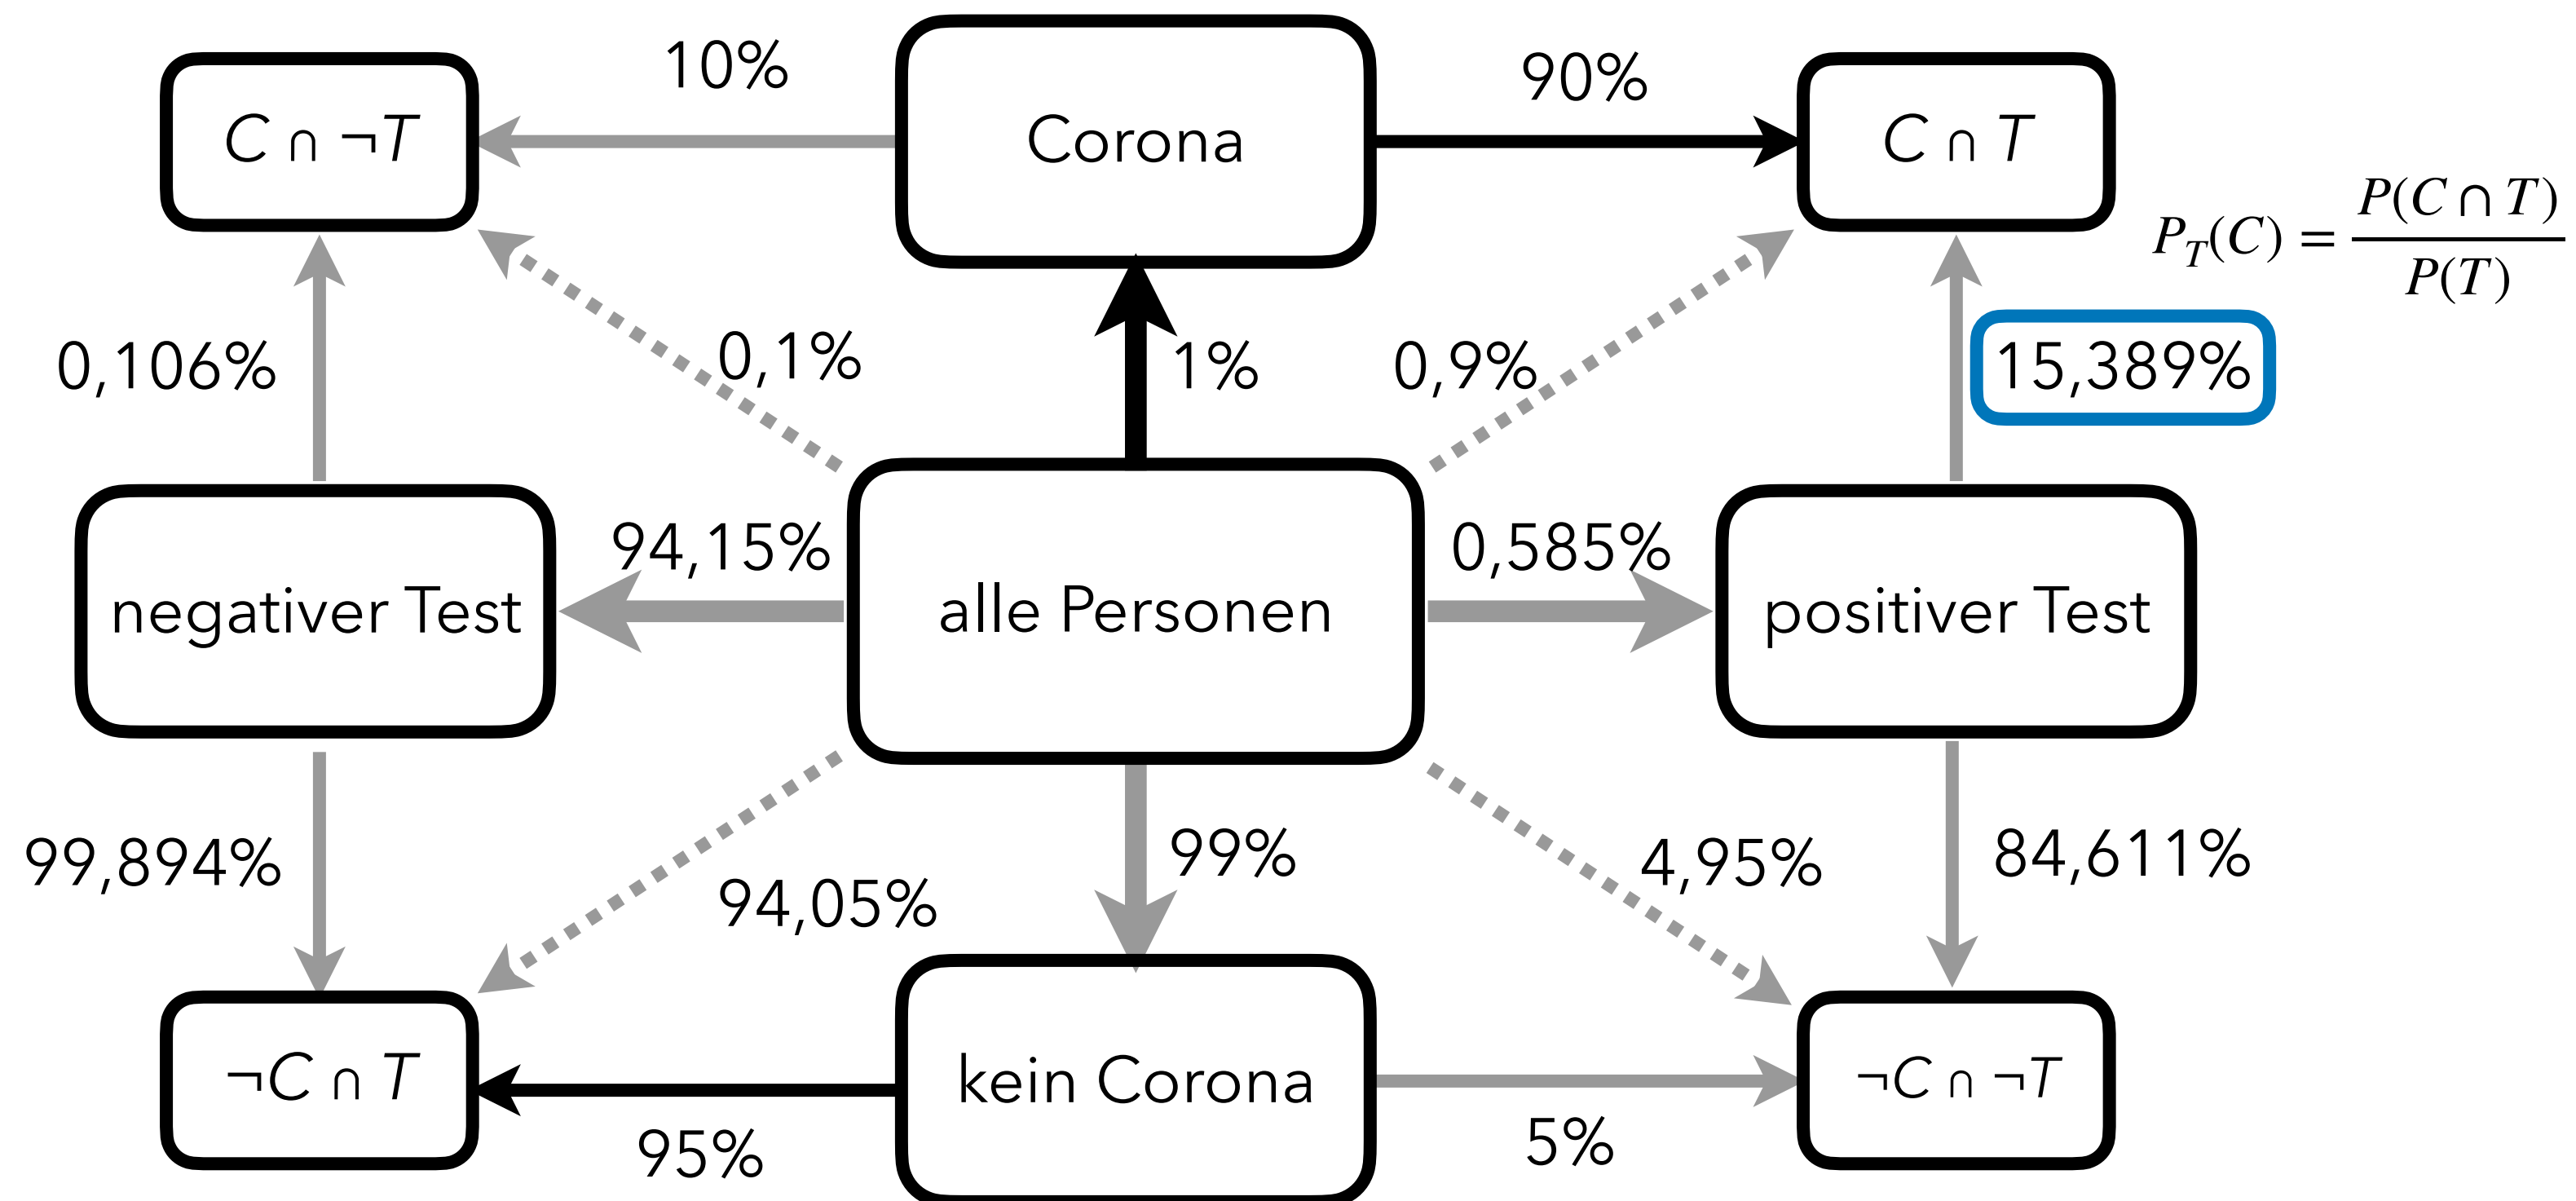 10%
90%
C ∩ ¬T
Corona
C ∩ T
P_T(C) = P(C ∩ T) / P(T)
0,106%
0,1%
1%
0,9%
15,389%
94,15%
0,585%
negativer Test
alle Personen
positiver Test
99,894%
94,05%
99%
4,95%
84,611%
¬C ∩ T
kein Corona
¬C ∩ ¬T
95%
5%